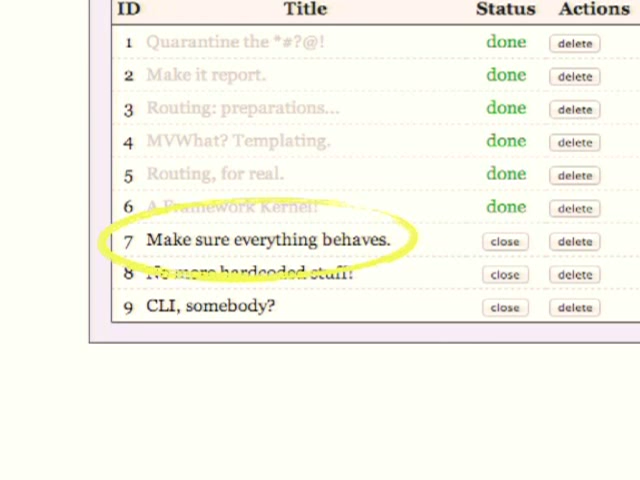 ID Title Status Actions
1 Quarantine the *#?@! done delete
2 Make it report. done delete
3 Routing: preparations... done delete
4 MVWhat? Templating. done delete
5 Routing, for real. done delete
6 A Framework Kernel! done delete
7 Make sure everything behaves. close delete
8 No more hardcoded stuff! close delete
9 CLI, somebody? close delete